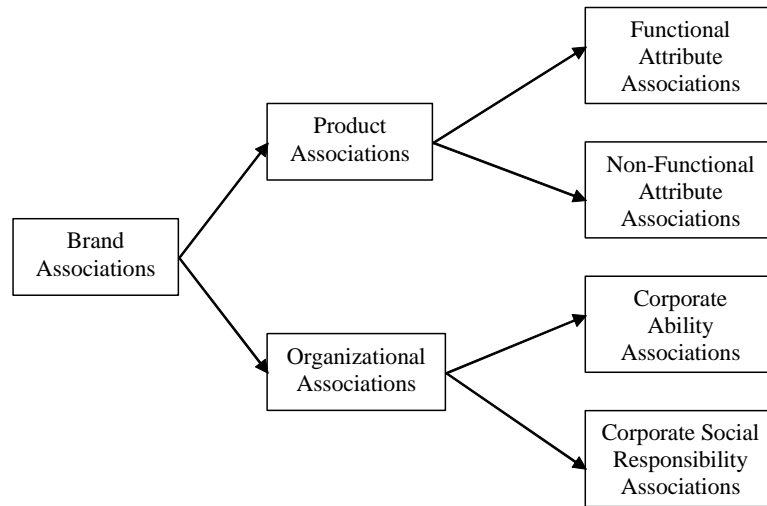 Functional
Attribute
Associations
Product
Associations
Non-Functional
Attribute
Associations
Brand
Associations
Corporate
Ability
Associations
Organizational
Associations
Corporate Social
Responsibility
Associations